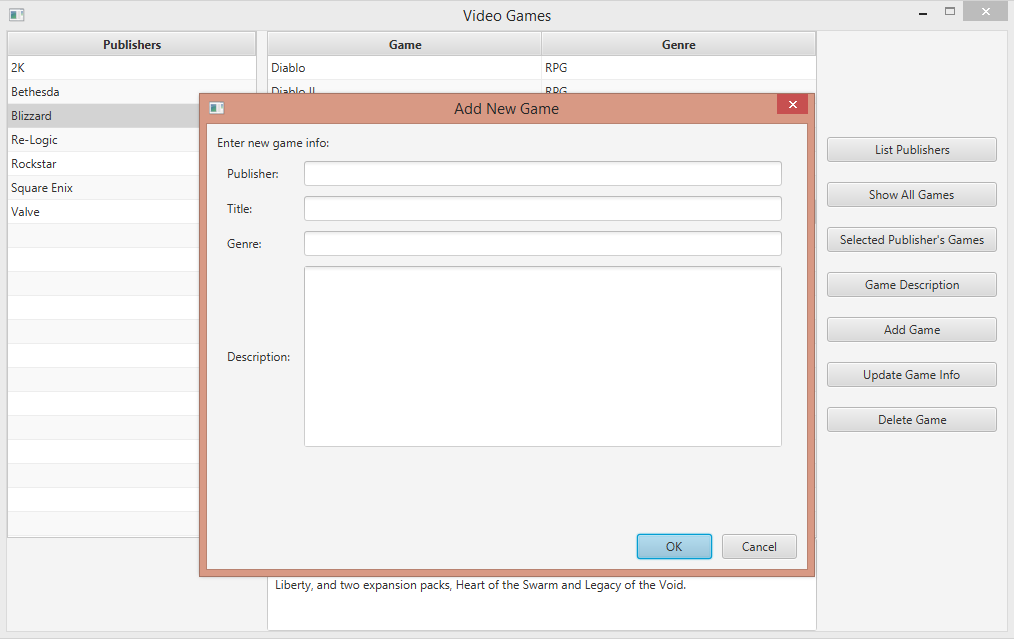 Video Games
Publishers
Game Genre
2K
Diablo RPG
Bethesda
Diablo II RPG
Blizzard
Re-Logic
Rockstar
Square Enix
Valve
Add New Game
Enter new game info:
Publisher:
Title:
Genre:
Description:
OK Cancel
Liberty, and two expansion packs, Heart of the Swarm and Legacy of the Void.
List Publishers
Show All Games
Selected Publisher's Games
Game Description
Add Game
Update Game Info
Delete Game